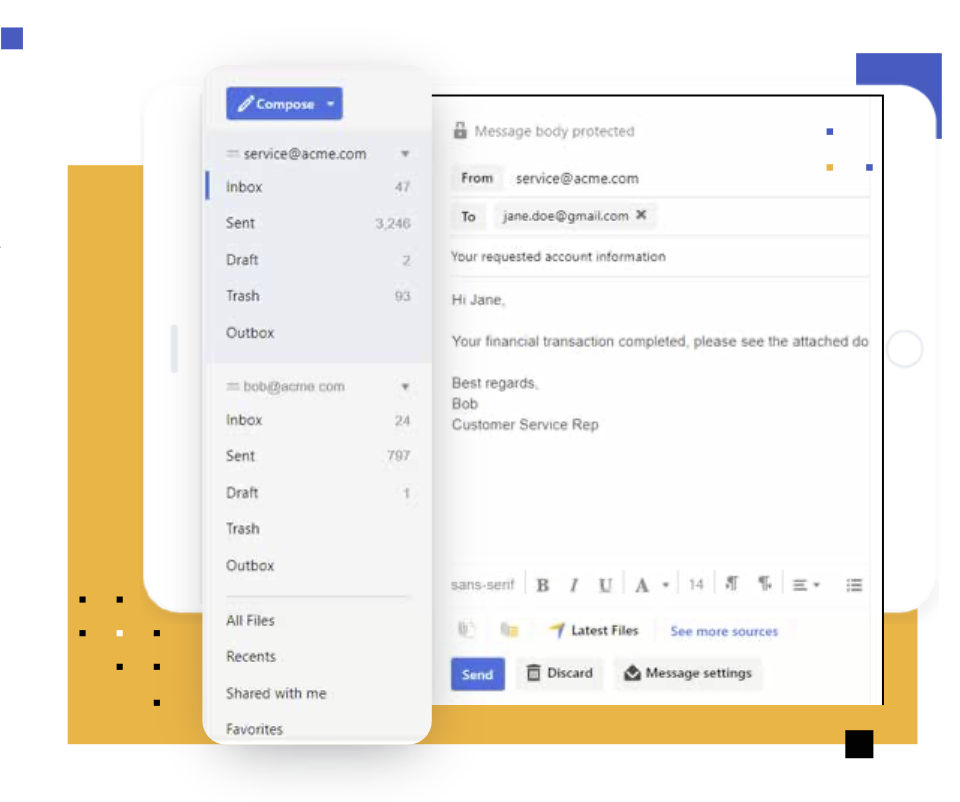 Compose
service@acme.com
Inbox 47
Sent 3,246
Draft 2
Trash 93
Outbox
bob@acme.com
Inbox 24
Sent 797
Draft 1
Trash
Outbox
All Files
Recents
Shared with me
Favorites
Message body protected
From service@acme.com
To jane.doe@gmail.com ✖
Your requested account information
Hi Jane,
Your financial transaction completed, please see the attached do
Best regards,
Bob
Customer Service Rep
sans-serif B I U A 14
Latest Files See more sources
Send Discard Message settings